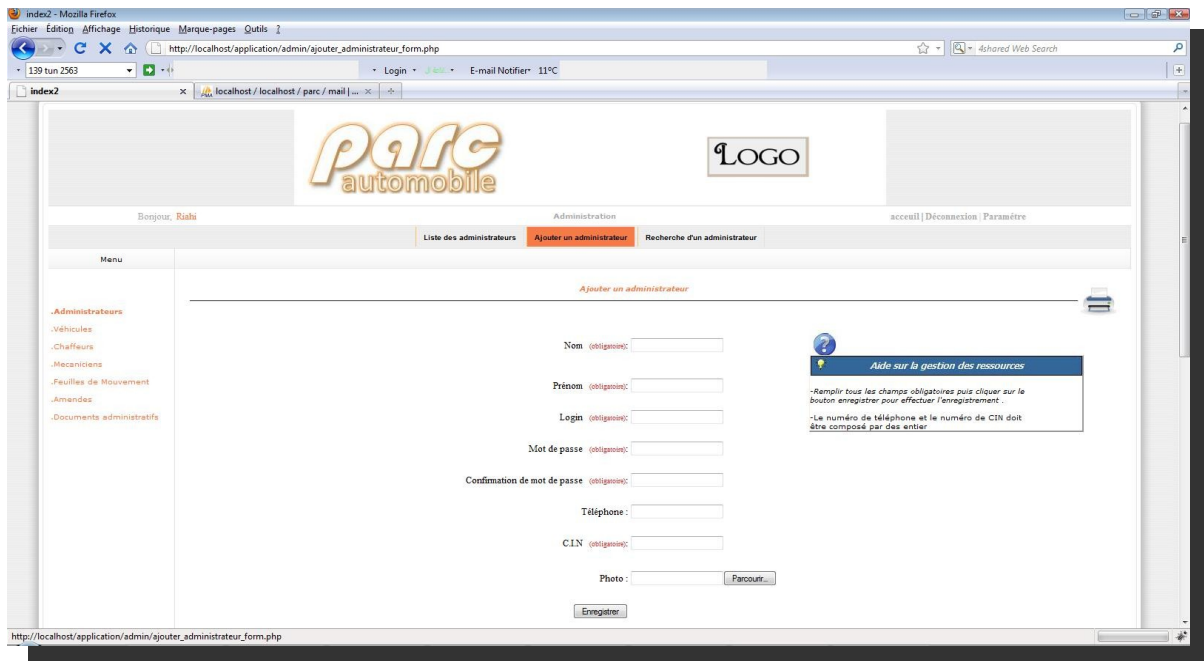 index2 - Mozilla Firefox
Fichier Édition Affichage Historique Marque-pages Outils ?
http://localhost/application/admin/ajouter_administrateur_form.php
4shared Web Search
139 tun 2563
Login
E-mail Notifier
11°C
index2
localhost / localhost / parc / mail | ...
parc
automobile
LOGO
Bonjour, Riahi
Administration
acceuil | Déconnexion | Paramétre
Liste des administrateurs
Ajouter un administrateur
Recherche d'un administrateur
Menu
Ajouter un administrateur
.Administrateurs
.Véhicules
.Chaffeurs
.Mecaniciens
.Feuilles de Mouvement
.Amendes
.Documents administratifs
Nom (obligatoire):
Prénom (obligatoire):
Login (obligatoire):
Mot de passe (obligatoire):
Confimation de mot de passe (obligatoire):
Téléphone :
C.I.N (obligatoire):
Photo :
Parcourir...
Enregistrer
Aide sur la gestion des ressources
-Remplir tous les champs obligatoires puis cliquer sur le
bouton enregistrer pour effectuer l'enregistrement .
-Le numéro de téléphone et le numéro de CIN doit
être composé par des entier
http://localhost/application/admin/ajouter_administrateur_form.php